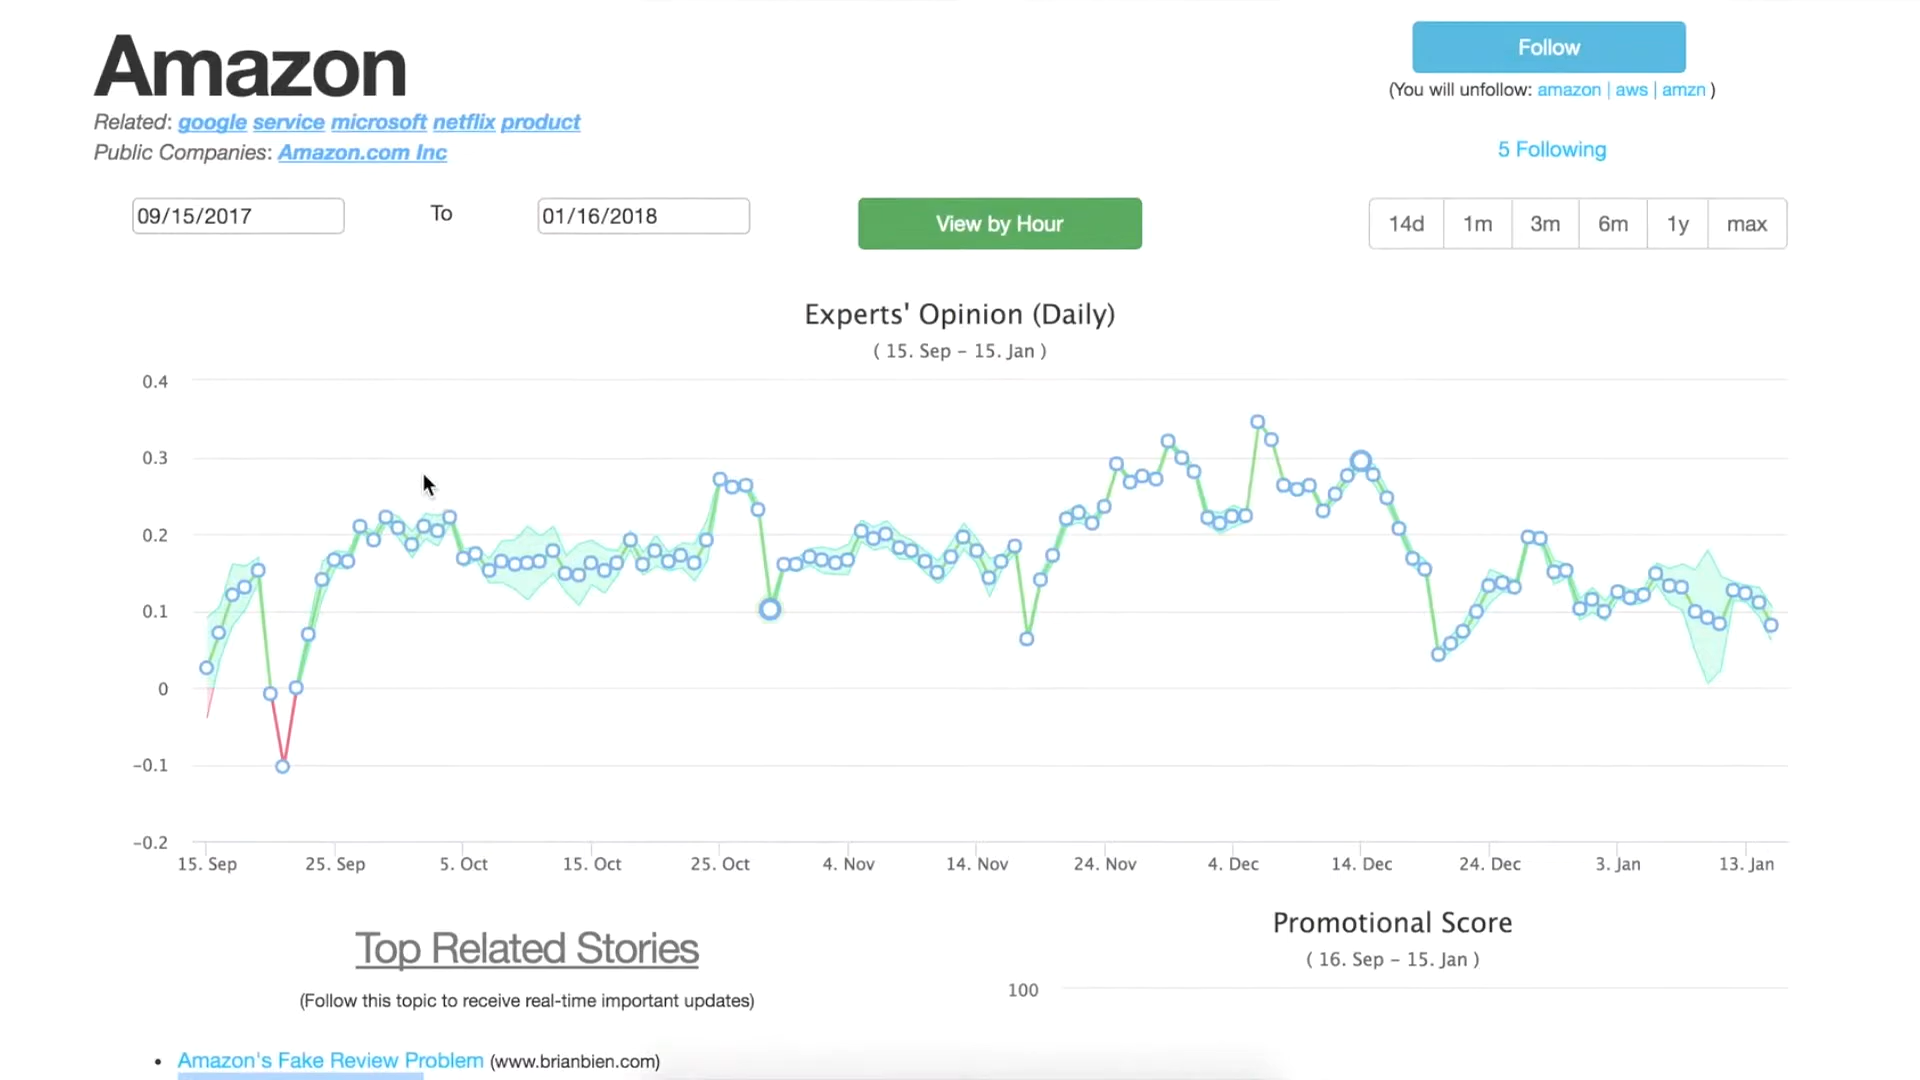 Amazon
Follow
(You will unfollow: amazon | aws | amzn )
Related: google service microsoft netflix product
Public Companies: Amazon.com Inc
5 Following
09/15/2017
To
01/16/2018
View by Hour
14d 1m 3m 6m 1y max
Experts' Opinion (Daily)
( 15. Sep – 15. Jan )
0.4
0.3
0.2
0.1
0
−0.1
−0.2
15. Sep 25. Sep 5. Oct 15. Oct 25. Oct 4. Nov 14. Nov 24. Nov 4. Dec 14. Dec 24. Dec 3. Jan 13. Jan
Top Related Stories
(Follow this topic to receive real-time important updates)
Amazon's Fake Review Problem (www.brianbien.com)
Promotional Score
( 16. Sep – 15. Jan )
100